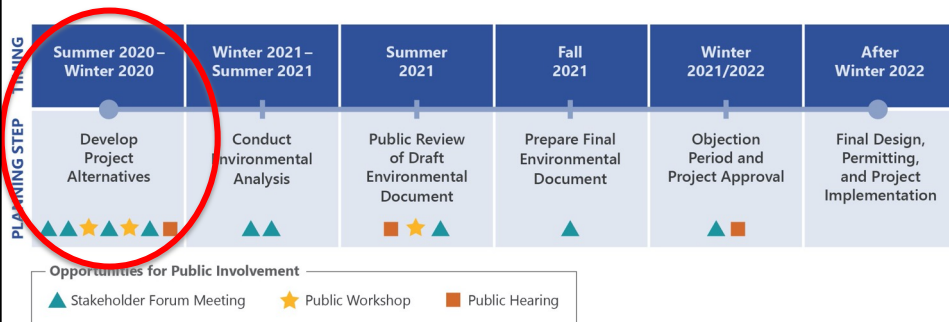 TIMING
Summer 2020 –
Winter 2020
Winter 2021 –
Summer 2021
Summer
2021
Fall
2021
Winter
2021/2022
After
Winter 2022
PLANNING STEP
Develop
Project
Alternatives
Conduct
Environmental
Analysis
Public Review
of Draft
Environmental
Document
Prepare Final
Environmental
Document
Objection
Period and
Project Approval
Final Design,
Permitting,
and Project
Implementation
Opportunities for Public Involvement
Stakeholder Forum Meeting
Public Workshop
Public Hearing